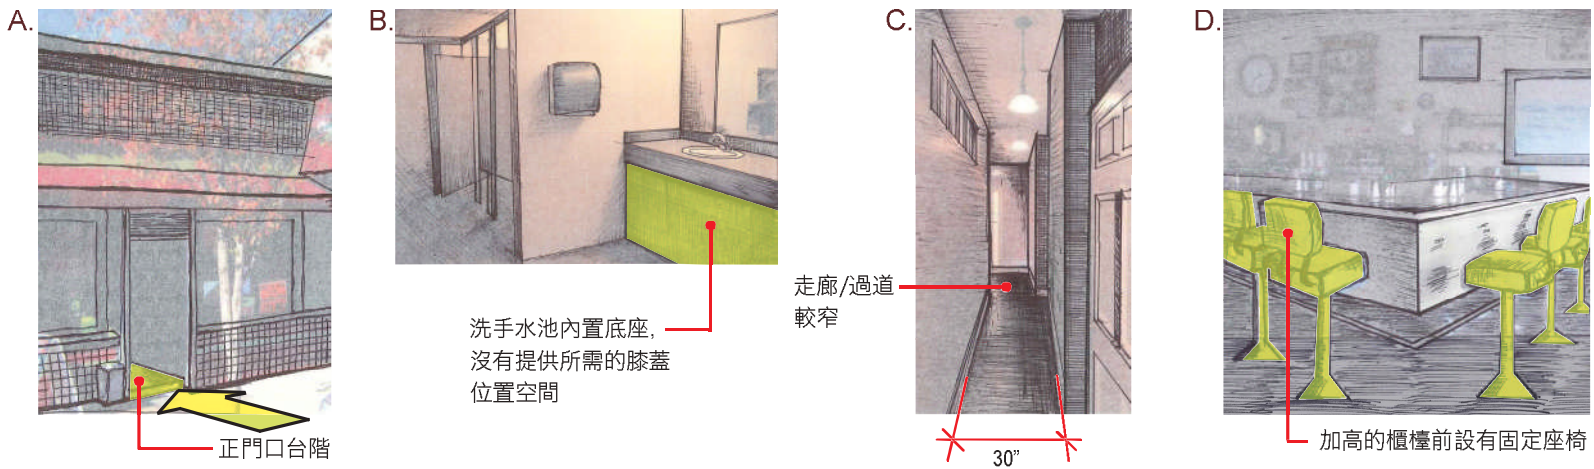 A.
B.
C.
D.
正門口台階
洗手水池內置底座,
沒有提供所需的膝蓋
位置空間
走廊/過道
較窄
30”
加高的櫃檯前設有固定座椅